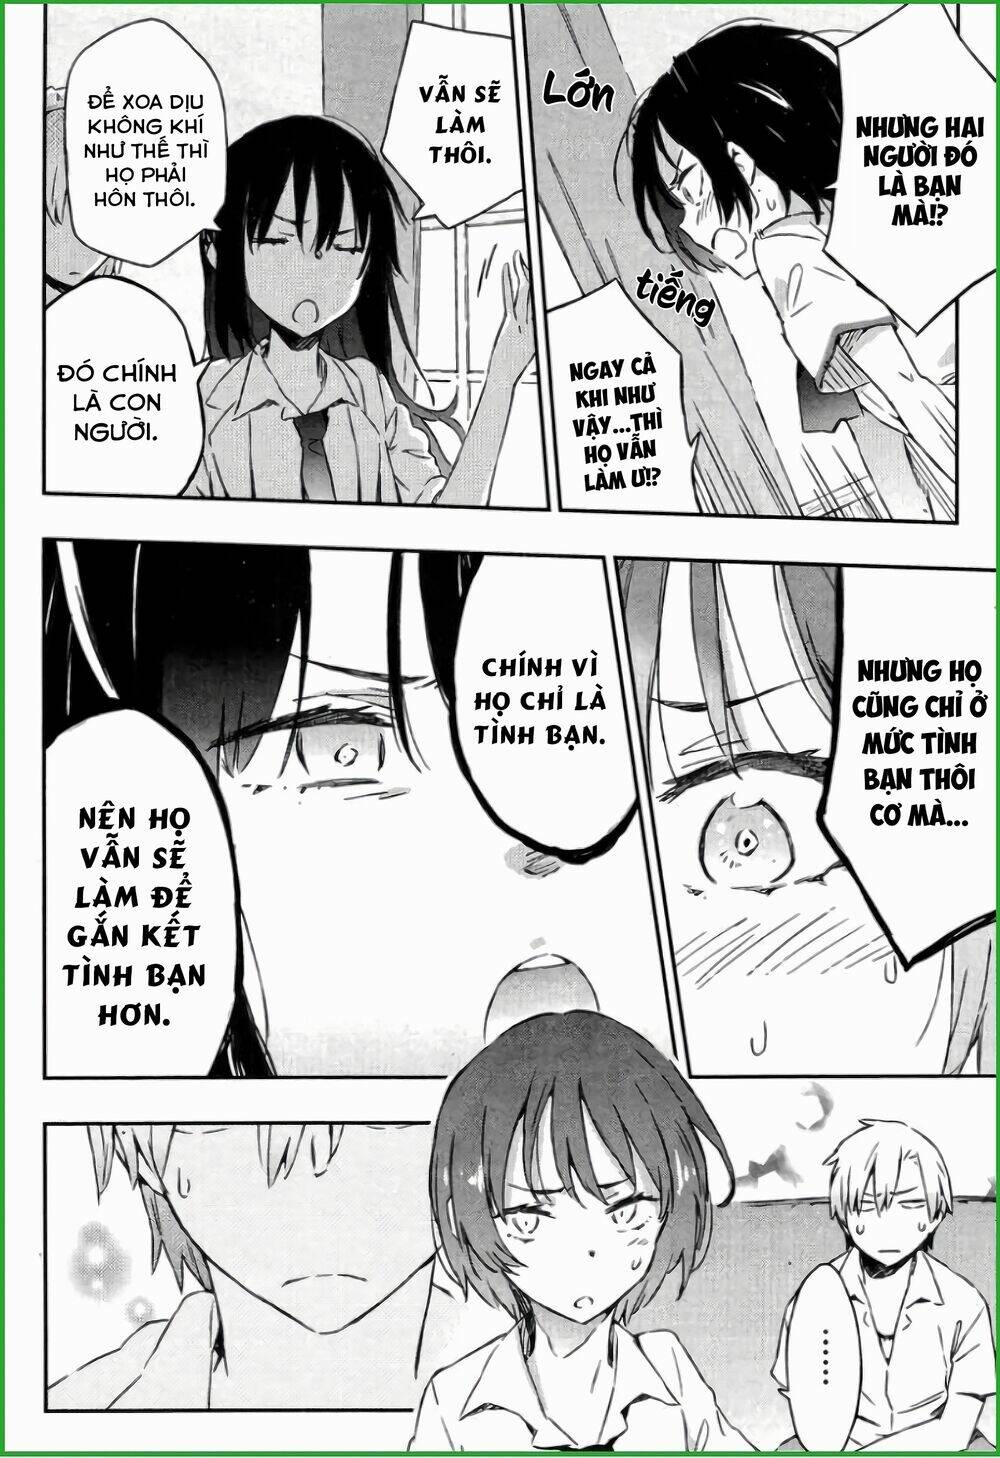 NHƯNG HAI
NGƯỜI ĐÓ
LÀ BẠN
MÀ!?
Lớn
tiếng
NGAY CẢ
KHI NHƯ
VẬY...THÌ
HỌ VẪN
LÀM Ư!?
VẪN SẼ
LÀM
THÔI.
ĐỂ XOA DỊU
KHÔNG KHÍ
NHƯ THẾ THÌ
HỌ PHẢI
HÔN THÔI.
ĐÓ CHÍNH
LÀ CON
NGƯỜI.
NHƯNG HỌ
CŨNG CHỈ Ở
MỨC TÌNH
BẠN THÔI
CƠ MÀ...
CHÍNH VÌ
HỌ CHỈ LÀ
TÌNH BẠN.
NÊN HỌ
VẪN SẼ
LÀM ĐỂ
GẮN KẾT
TÌNH BẠN
HƠN.
........